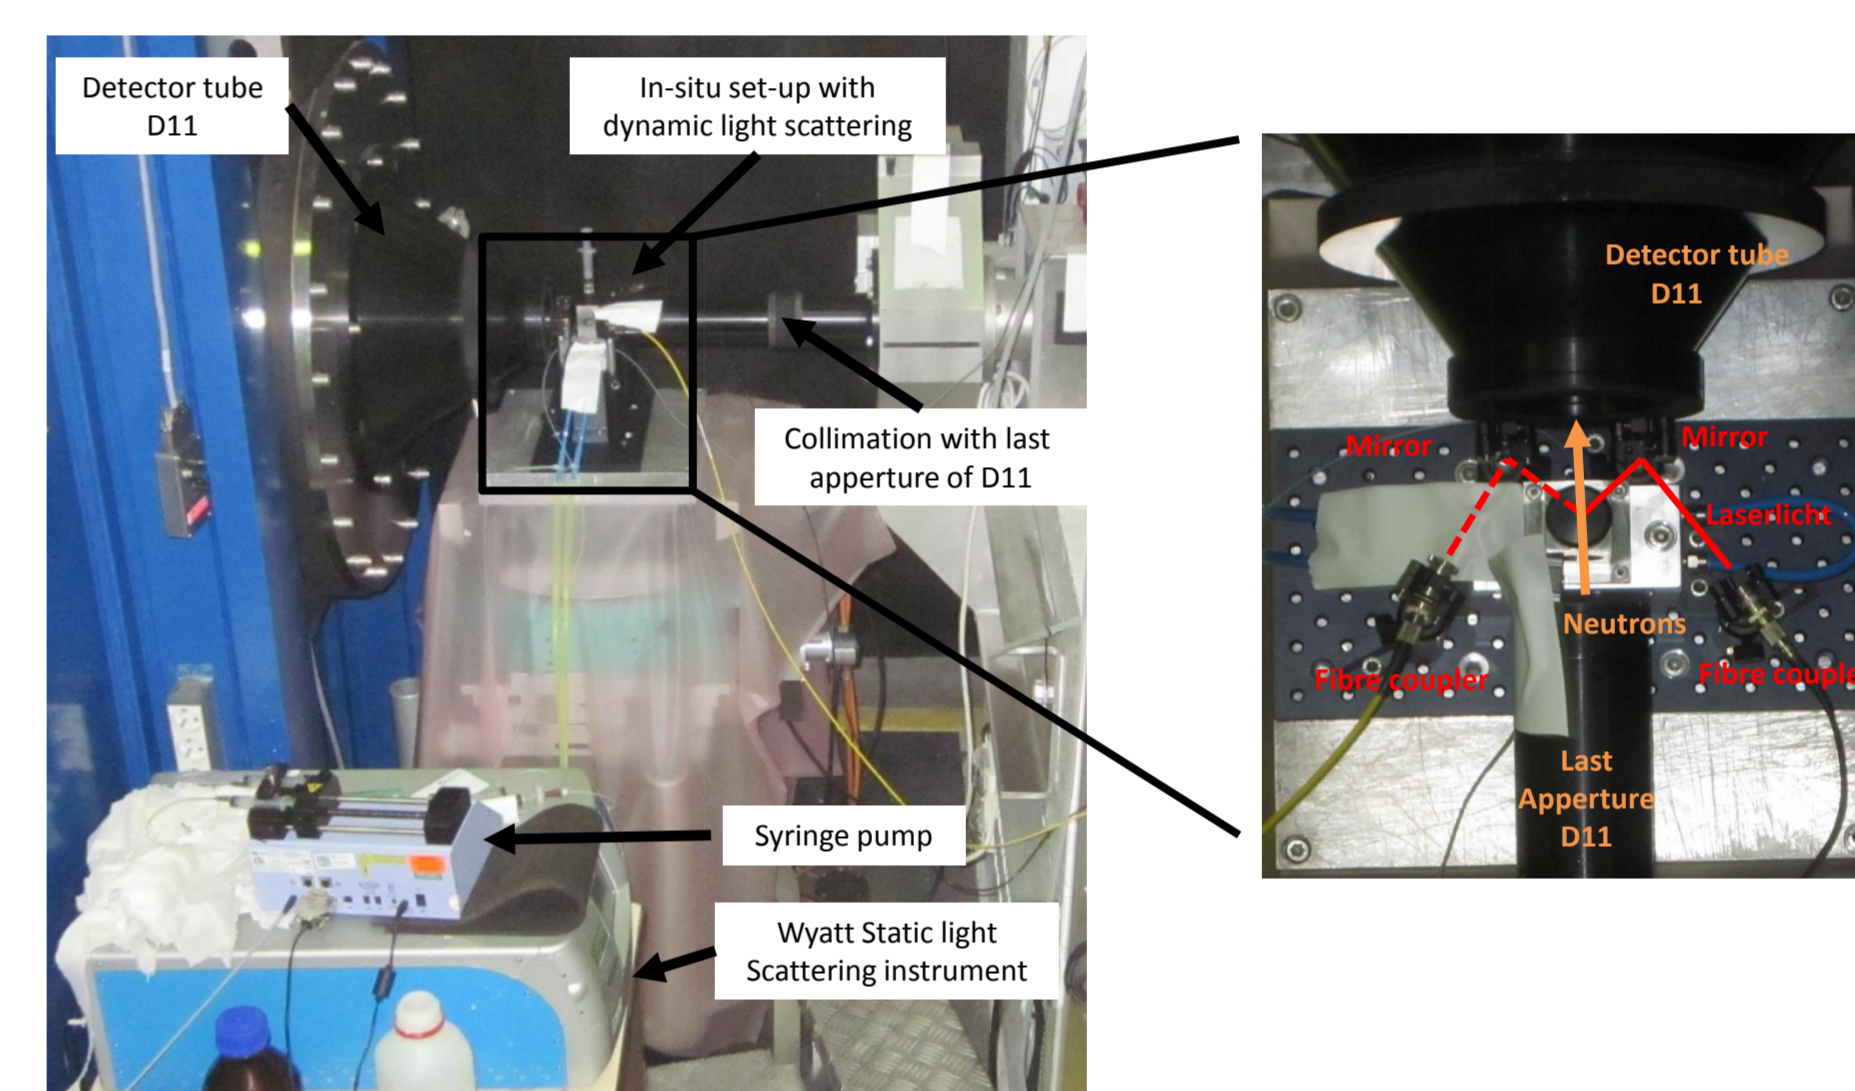 Detector tube
D11
In-situ set-up with
dynamic light scattering
Collimation with last
apperture of D11
Syringe pump
Wyatt Static light
Scattering instrument
Detector tube
D11
Mirror
Mirror
Laserlicht
Neutrons
Fibre coupler
Fibre couple
Last
Apperture
D11